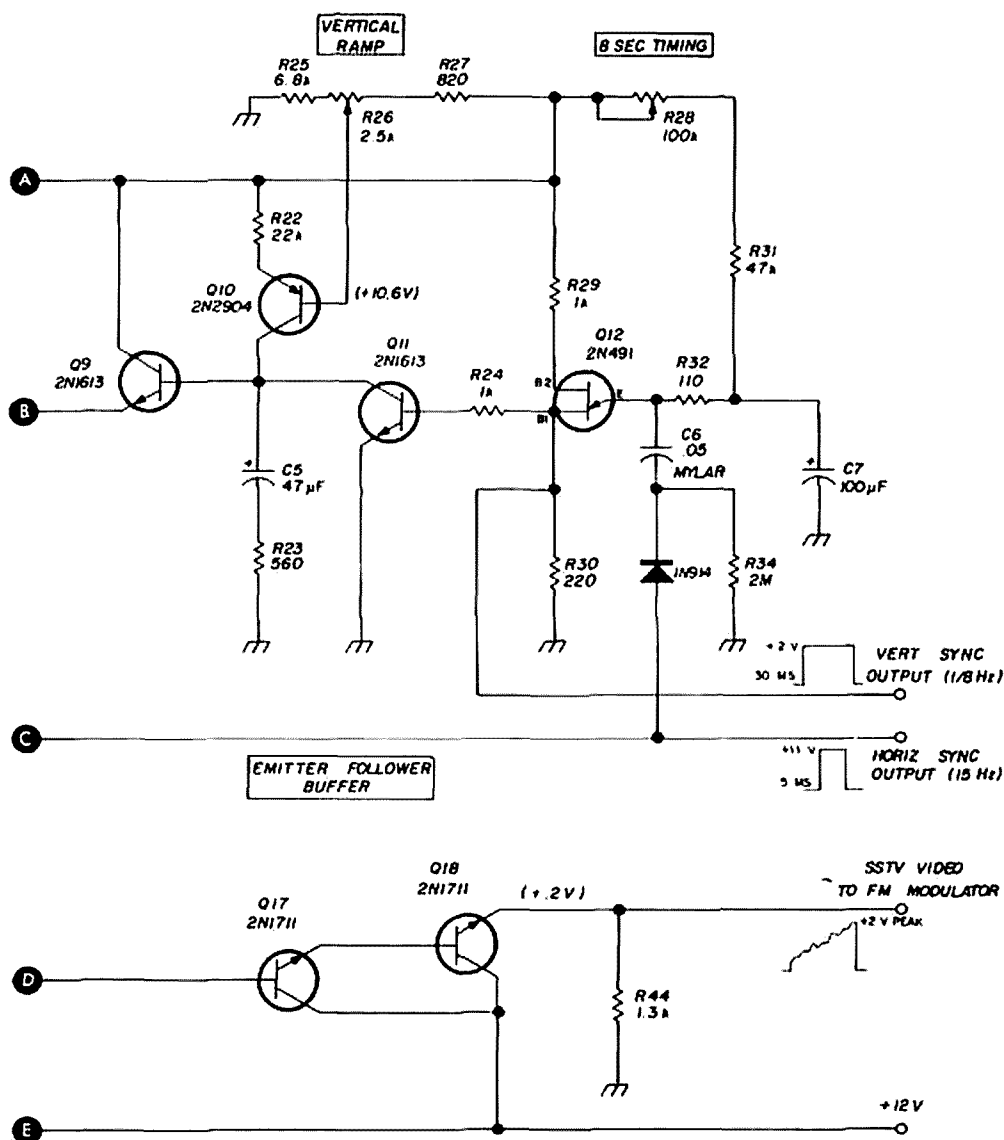 VERTICAL
RAMP
8 SEC TIMING
R25
6.8k
R27
820
R26
2.5k
R28
100k
A
R22
22k
R31
47k
Q10
2N2904
(+10.6V)
R29
1k
Q11
2N1613
Q12
2N491
Q9
2N1613
R24
1k
B2
B1
E
R32
110
B
C5
47µF
+
C6
.05
MYLAR
+
C7
100µF
R23
560
R30
220
1N914
R34
2M
+2 V
30 MS
VERT SYNC
OUTPUT (1/8 Hz)
C
+11 V
5 MS
HORIZ SYNC
OUTPUT (15 Hz)
EMITTER FOLLOWER
BUFFER
Q18
2N1711
(+.2V)
SSTV VIDEO
TO FM MODULATOR
+2 V PEAK
Q17
2N1711
D
R44
1.3k
E
+12V